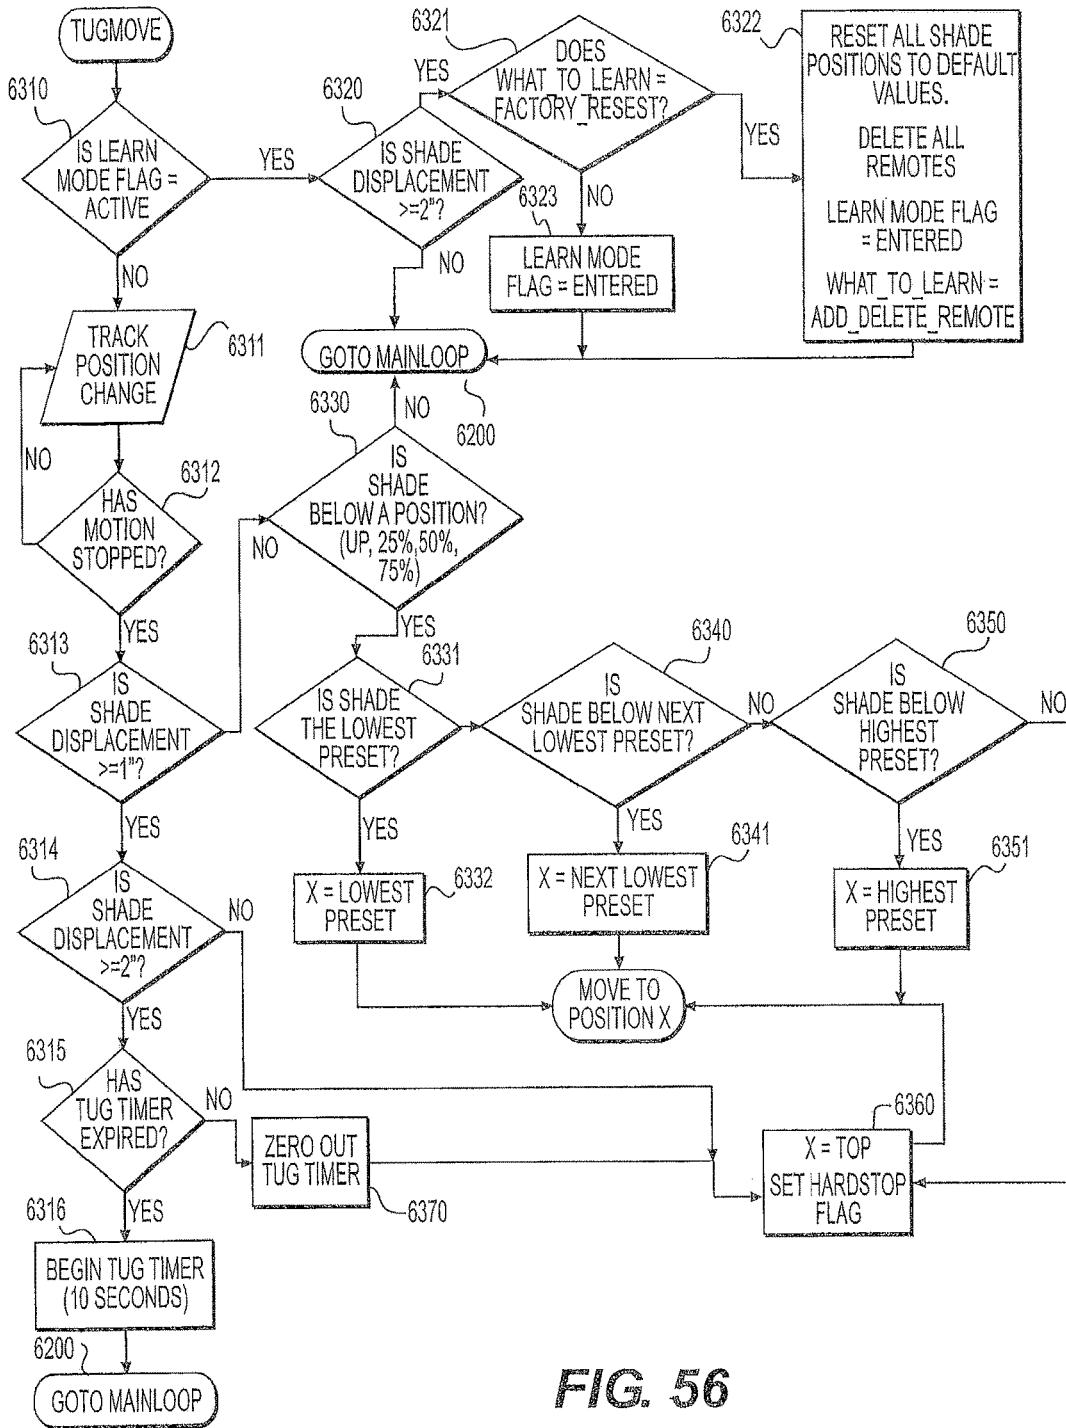 TUGMOVE
6310
IS LEARN
MODE FLAG =
ACTIVE
YES
NO
6320
IS SHADE
DISPLACEMENT
>=2"?
YES
NO
6321
DOES
WHAT_TO_LEARN =
FACTORY_RESEST?
YES
NO
6322
RESET ALL SHADE
POSITIONS TO DEFAULT
VALUES.
DELETE ALL
REMOTES
LEARN MODE FLAG
= ENTERED
WHAT_TO_LEARN =
ADD_DELETE_REMOTE
6323
LEARN MODE
FLAG = ENTERED
GOTO MAINLOOP
6200
TRACK
POSITION
CHANGE
6311
NO
6312
HAS
MOTION
STOPPED?
YES
6330
NO
IS
SHADE
BELOW A POSITION?
(UP, 25%,50%,
75%)
NO
YES
6313
IS
SHADE
DISPLACEMENT
>=1"?
YES
6331
IS SHADE
THE LOWEST
PRESET?
YES
6340
IS
SHADE BELOW NEXT
LOWEST PRESET?
NO
YES
6350
IS
SHADE BELOW
HIGHEST
PRESET?
NO
YES
6314
IS
SHADE
DISPLACEMENT
>=2"?
NO
YES
X = LOWEST
PRESET
6332
X = NEXT LOWEST
PRESET
6341
X = HIGHEST
PRESET
6351
MOVE TO
POSITION X
6315
HAS
TUG TIMER
EXPIRED?
NO
YES
ZERO OUT
TUG TIMER
6370
6360
X = TOP
SET HARDSTOP
FLAG
6316
BEGIN TUG TIMER
(10 SECONDS)
6200
GOTO MAINLOOP
FIG. 56